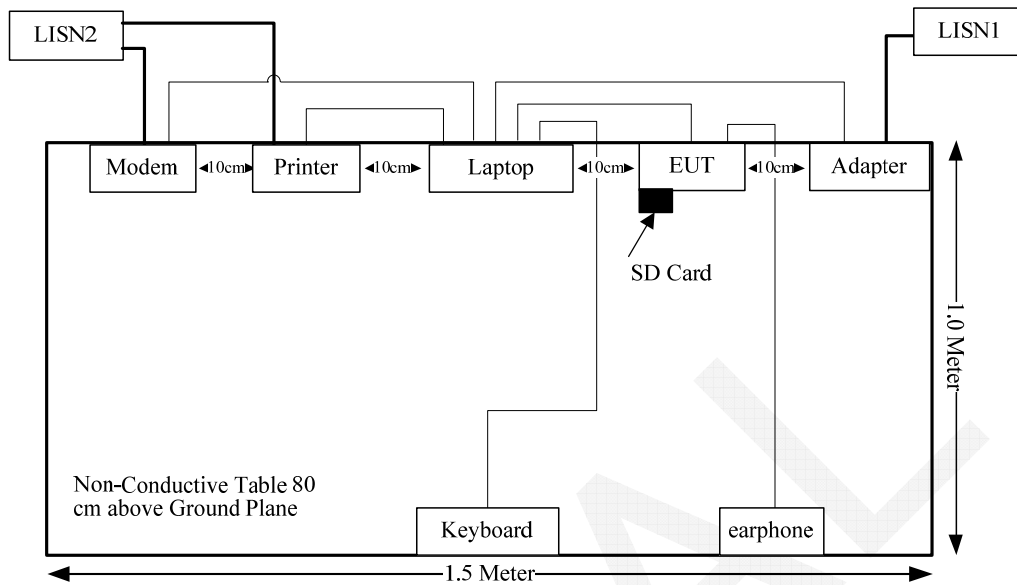 LISN2
LISN1
Modem
10cm
Printer
10cm
Laptop
10cm
EUT
10cm
Adapter
SD Card
1.0 Meter
Non-Conductive Table 80
cm above Ground Plane
Keyboard
earphone
1.5 Meter